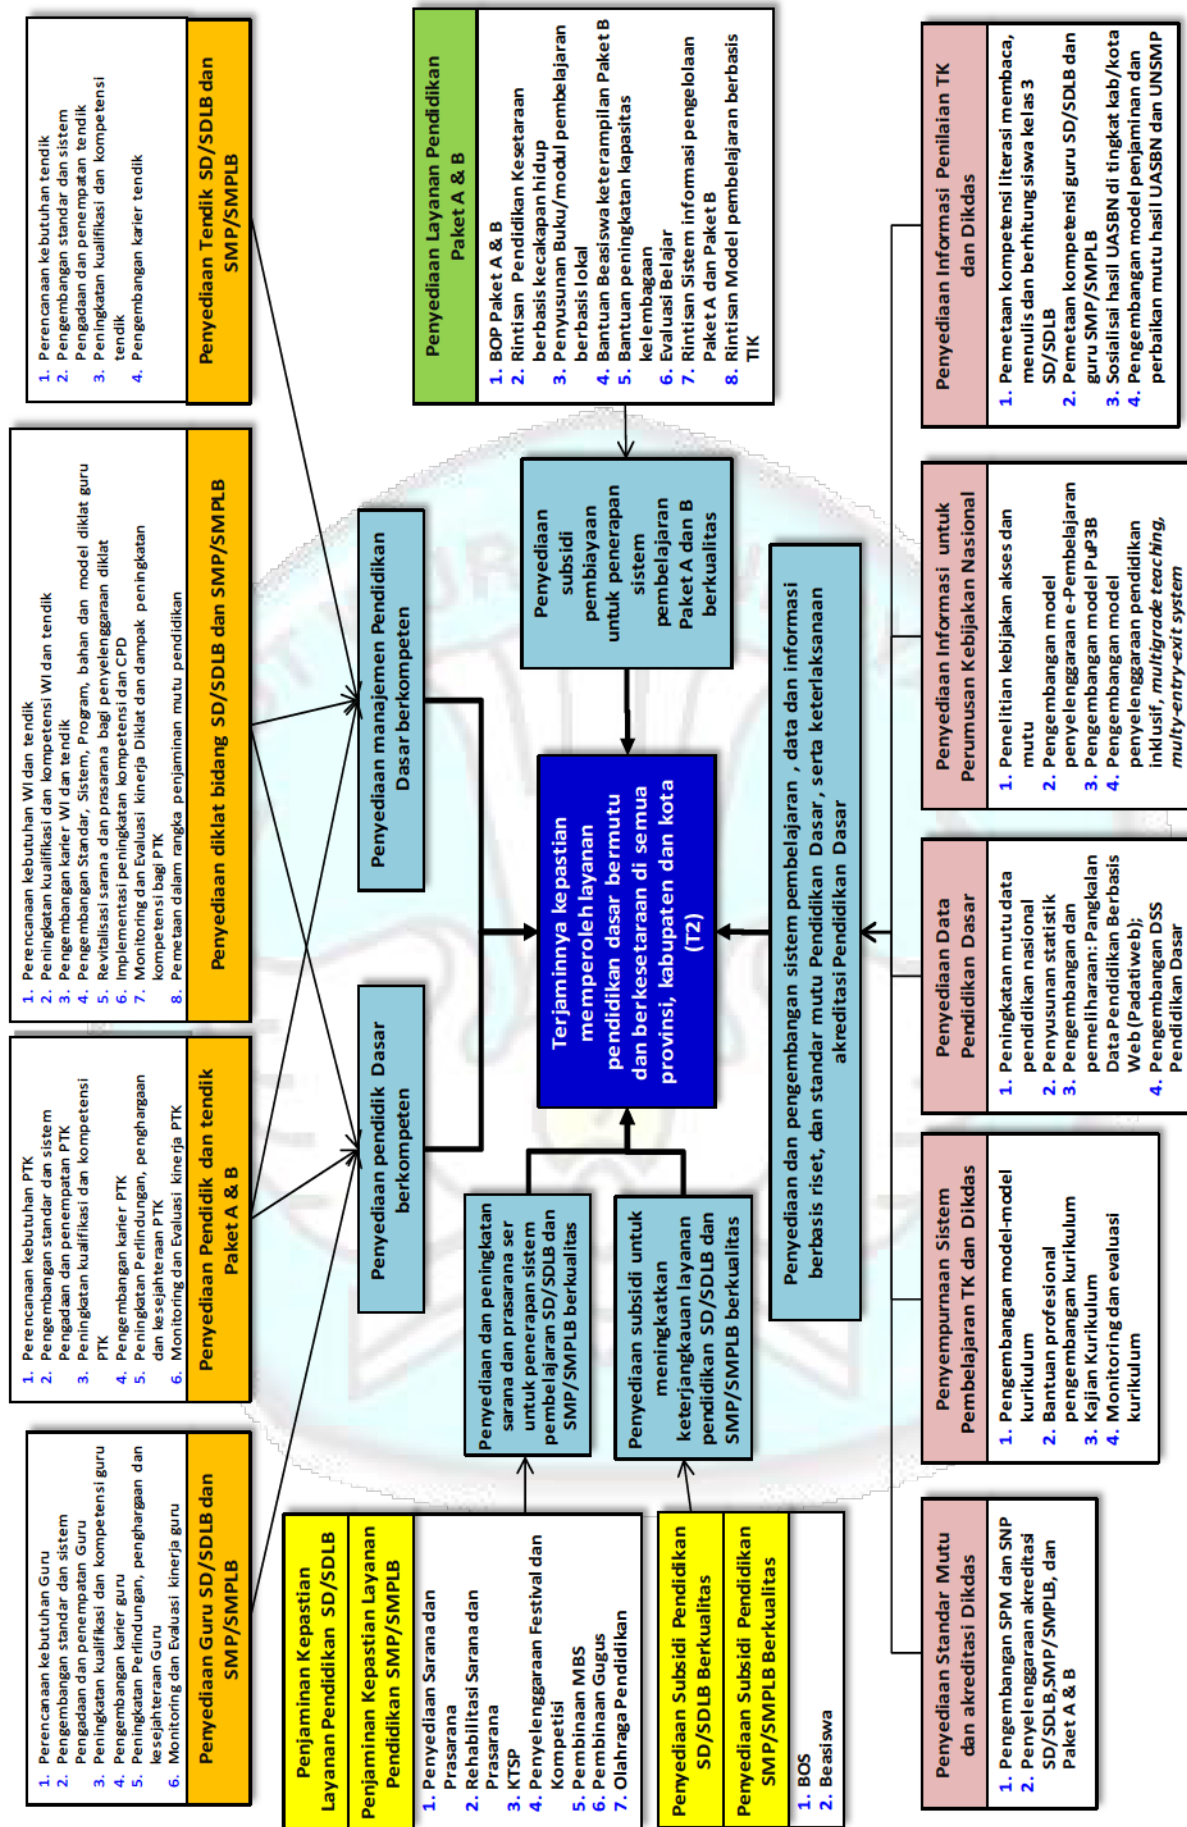 1. Perencanaan kebutuhan Guru
2. Pengembangan standar dan sistem
Pengadaan dan penempatan Guru
3. Peningkatan kualifikasi dan kompetensi guru
4. Pengembangan karier guru
5. Peningkatan Perlindungan, penghargaan dan
kesejahteraan Guru
6. Monitoring dan Evaluasi kinerja guru
Penyediaan Guru SD/SDLB dan
SMP/SMPLB
1. Perencanaan kebutuhan PTK
2. Pengembangan standar dan sistem
Pengadaan dan penempatan PTK
3. Peningkatan kualifikasi dan kompetensi
PTK
4. Pengembangan karier PTK
5. Peningkatan Perlindungan, penghargaan
dan kesejahteraan PTK
6. Monitoring dan Evaluasi kinerja PTK
Penyediaan Pendidik dan tendik
Paket A & B
1. Perencanaan kebutuhan WI dan tendik
2. Peningkatan kualifikasi dan kompetensi WI dan tendik
3. Pengembangan karier WI dan tendik
4. Pengembangan Standar, Sistem, Program, bahan dan model diklat guru
5. Revitalisasi sarana dan prasarana bagi penyelenggaraan diklat
6. Implementasi peningkatan kompetensi dan CPD
7. Monitoring dan Evaluasi kinerja Diklat dan dampak peningkatan
kompetensi bagi PTK
8. Pemetaan dalam rangka penjaminan mutu pendidikan
Penyediaan diklat bidang SD/SDLB dan SMP/SMPLB
1. Perencanaan kebutuhan tendik
2. Pengembangan standar dan sistem
Pengadaan dan penempatan tendik
3. Peningkatan kualifikasi dan kompetensi
tendik
4. Pengembangan karier tendik
Penyediaan Tendik SD/SDLB dan
SMP/SMPLB
Penyediaan pendidik Dasar
berkompeten
Penyediaan manajemen Pendidikan
Dasar berkompeten
Penjaminan Kepastian
Layanan Pendidikan SD/SDLB
Penjaminan Kepastian Layanan
Pendidikan SMP/SMPLB
1. Penyediaan Sarana dan
Prasarana
2. Rehabilitasi Sarana dan
Prasarana
3. KTSP
4. Penyelenggaraan Festival dan
Kompetisi
5. Pembinaan MBS
6. Pembinaan Gugus
7. Olahraga Pendidikan
Penyediaan dan peningkatan
sarana dan prasarana ser
untuk penerapan sistem
pembelajaran SD/SDLB dan
SMP/SMPLB berkualitas
Terjaminnya kepastian
memperoleh layanan
pendidikan dasar bermutu
dan berkesetaraan di semua
provinsi, kabupaten dan kota
(T2)
Penyediaan
subsidi
pembiayaan
untuk penerapan
sistem
pembelajaran
Paket A dan B
berkualitas
Penyediaan Layanan Pendidikan
Paket A & B
1. BOP Paket A & B
2. Rintisan Pendidikan Kesetaraan
berbasis kecakapan hidup
3. Penyusunan Buku/modul pembelajaran
berbasis lokal
4. Bantuan Beasiswa keterampilan Paket B
5. Bantuan peningkatan kapasitas
kelembagaan
6. Evaluasi Belajar
7. Rintisan Sistem informasi pengelolaan
Paket A dan Paket B
8. Rintisan Model pembelajaran berbasis
TIK
Penyediaan Subsidi Pendidikan
SD/SDLB Berkualitas
Penyediaan Subsidi Pendidikan
SMP/SMPLB Berkualitas
1. BOS
2. Beasiswa
Penyediaan subsidi untuk
meningkatkan
keterjangkauan layanan
pendidikan SD/SDLB dan
SMP/SMPLB berkualitas
Penyediaan dan pengembangan sistem pembelajaran , data dan informasi
berbasis riset, dan standar mutu Pendidikan Dasar , serta keterlaksanaan
akreditasi Pendidikan Dasar
Penyediaan Standar Mutu
dan akreditasi Dikdas
1. Pengembangan SPM dan SNP
2. Penyelenggaraan akreditasi
SD/SDLB,SMP/SMPLB, dan
Paket A & B
Penyempurnaan Sistem
Pembelajaran TK dan Dikdas
1. Pengembangan model-model
kurikulum
2. Bantuan profesional
pengembangan kurikulum
3. Kajian Kurikulum
4. Monitoring dan evaluasi
kurikulum
Penyediaan Data
Pendidikan Dasar
1. Peningkatan mutu data
pendidikan nasional
2. Penyusunan statistik
3. Pengembangan dan
pemeliharaan: Pangkalan
Data Pendidikan Berbasis
Web (Padatiweb);
4. Pengembangan DSS
Pendidikan Dasar
Penyediaan Informasi untuk
Perumusan Kebijakan Nasional
1. Penelitian kebijakan akses dan
mutu
2. Pengembangan model
penyelenggaraan e-Pembelajaran
3. Pengembangan model PuP3B
4. Pengembangan model
penyelenggaraan pendidikan
inklusif, multigrade teaching,
multy-entry-exit system
Penyediaan Informasi Penilaian TK
dan Dikdas
1. Pemetaan kompetensi literasi membaca,
menulis dan berhitung siswa kelas 3
SD/SDLB
2. Pemetaan kompetensi guru SD/SDLB dan
guru SMP/SMPLB
3. Sosialisai hasil UASBN di tingkat kab/kota
4. Pengembangan model penjaminan dan
perbaikan mutu hasil UASBN dan UNSMP